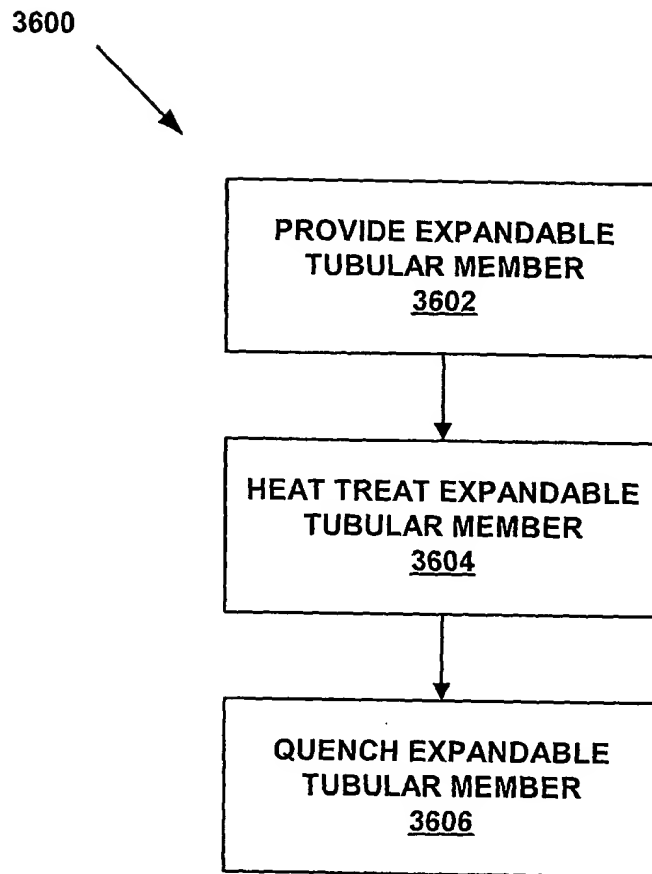 3600
PROVIDE EXPANDABLE
TUBULAR MEMBER
3602
HEAT TREAT EXPANDABLE
TUBULAR MEMBER
3604
QUENCH EXPANDABLE
TUBULAR MEMBER
3606